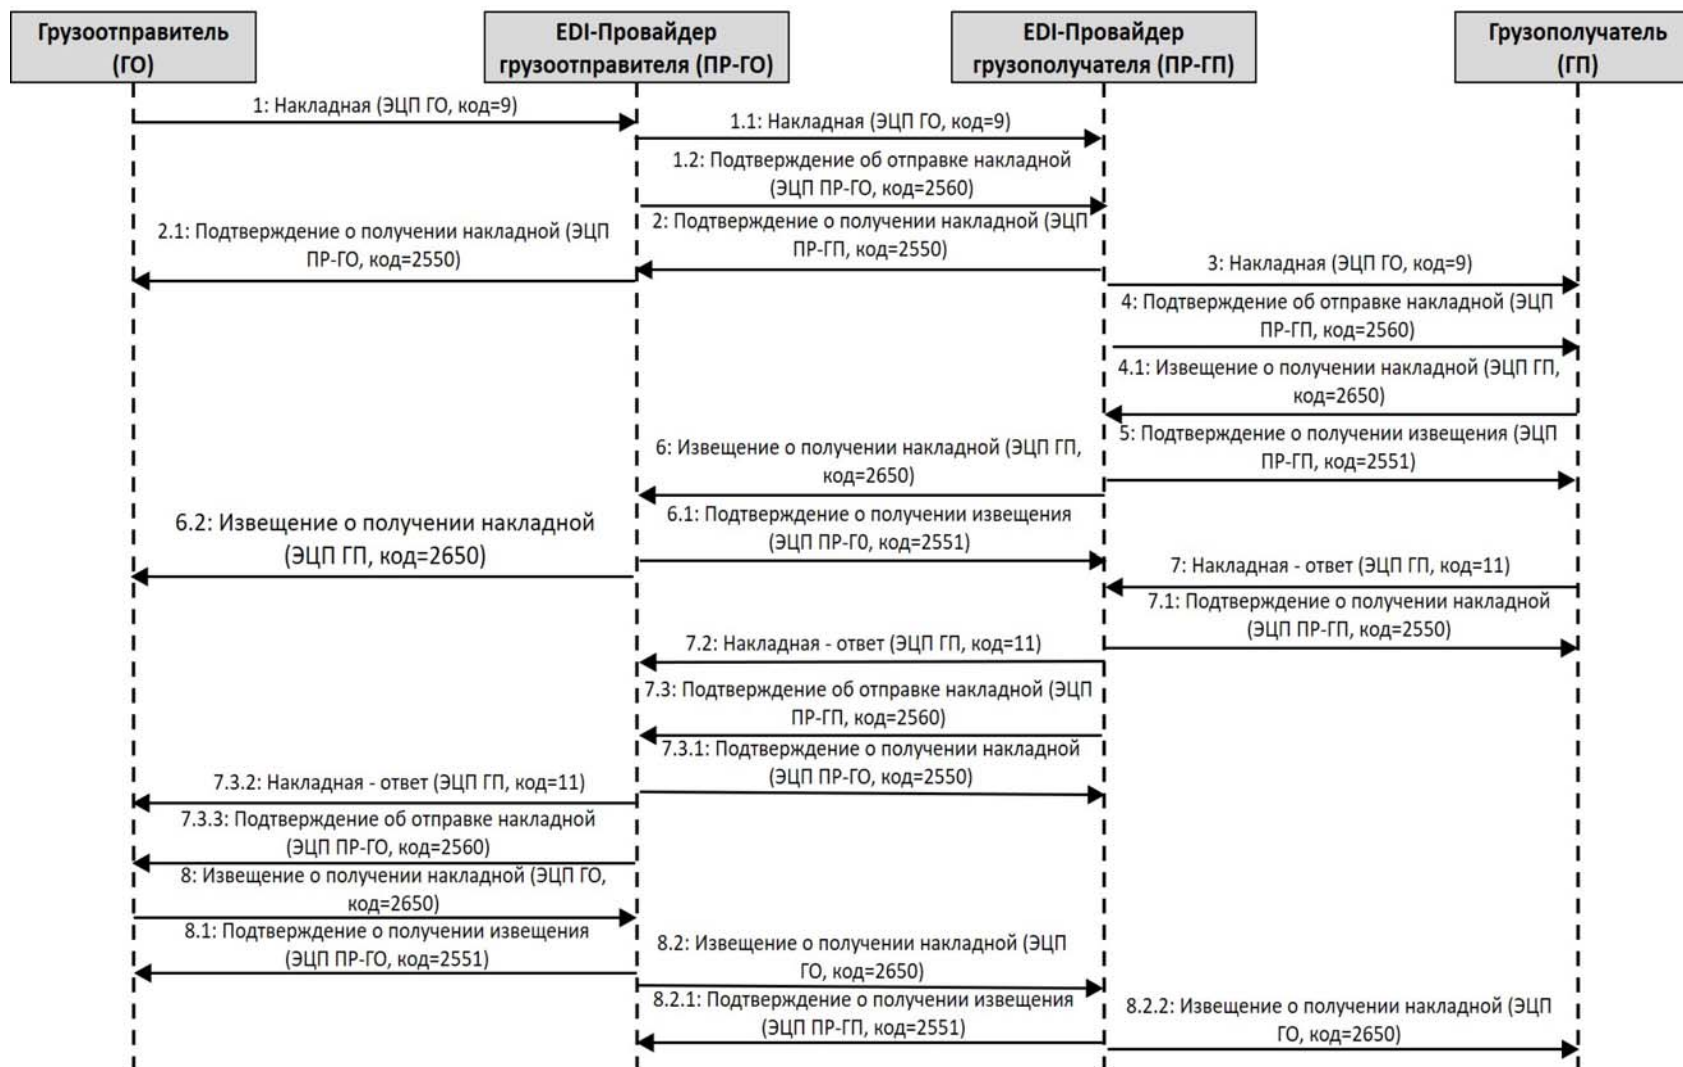 Грузоотправитель
(ГО)
EDI-Провайдер
грузоотправителя (ПР-ГО)
EDI-Провайдер
грузополучателя (ПР-ГП)
Грузополучатель
(ГП)
1: Накладная (ЭЦП ГО, код=9)
1.1: Накладная (ЭЦП ГО, код=9)
1.2: Подтверждение об отправке накладной
(ЭЦП ПР-ГО, код=2560)
2: Подтверждение о получении накладной (ЭЦП
ПР-ГП, код=2550)
2.1: Подтверждение о получении накладной (ЭЦП
ПР-ГО, код=2550)
3: Накладная (ЭЦП ГО, код=9)
4: Подтверждение об отправке накладной (ЭЦП
ПР-ГП, код=2560)
4.1: Извещение о получении накладной (ЭЦП ГП,
код=2650)
5: Подтверждение о получении извещения (ЭЦП
ПР-ГП, код=2551)
6: Извещение о получении накладной (ЭЦП ГП,
код=2650)
6.1: Подтверждение о получении извещения
(ЭЦП ПР-Г0, код=2551)
6.2: Извещение о получении накладной
(ЭЦП ГП, код=2650)
7: Накладная - ответ (ЭЦП ГП, код=11)
7.1: Подтверждение о получении накладной
(ЭЦП ПР-ГП, код=2550)
7.2: Накладная - ответ (ЭЦП ГП, код=11)
7.3: Подтверждение об отправке накладной (ЭЦП
ПР-ГП, код=2560)
7.3.1: Подтверждение о получении накладной
(ЭЦП ПР-ГО, код=2550)
7.3.2: Накладная - ответ (ЭЦП ГП, код=11)
7.3.3: Подтверждение об отправке накладной
(ЭЦП ПР-ГО, код=2560)
8: Извещение о получении накладной (ЭЦП ГО,
код=2650)
8.1: Подтверждение о получении извещения
(ЭЦП ПР-ГО, код=2551)
8.2: Извещение о получении накладной (ЭЦП
ГО, код=2650)
8.2.1: Подтверждение о получении извещения
(ЭЦП ПР-ГП, код=2551)
8.2.2: Извещение о получении накладной (ЭЦП
ГО, код=2650)